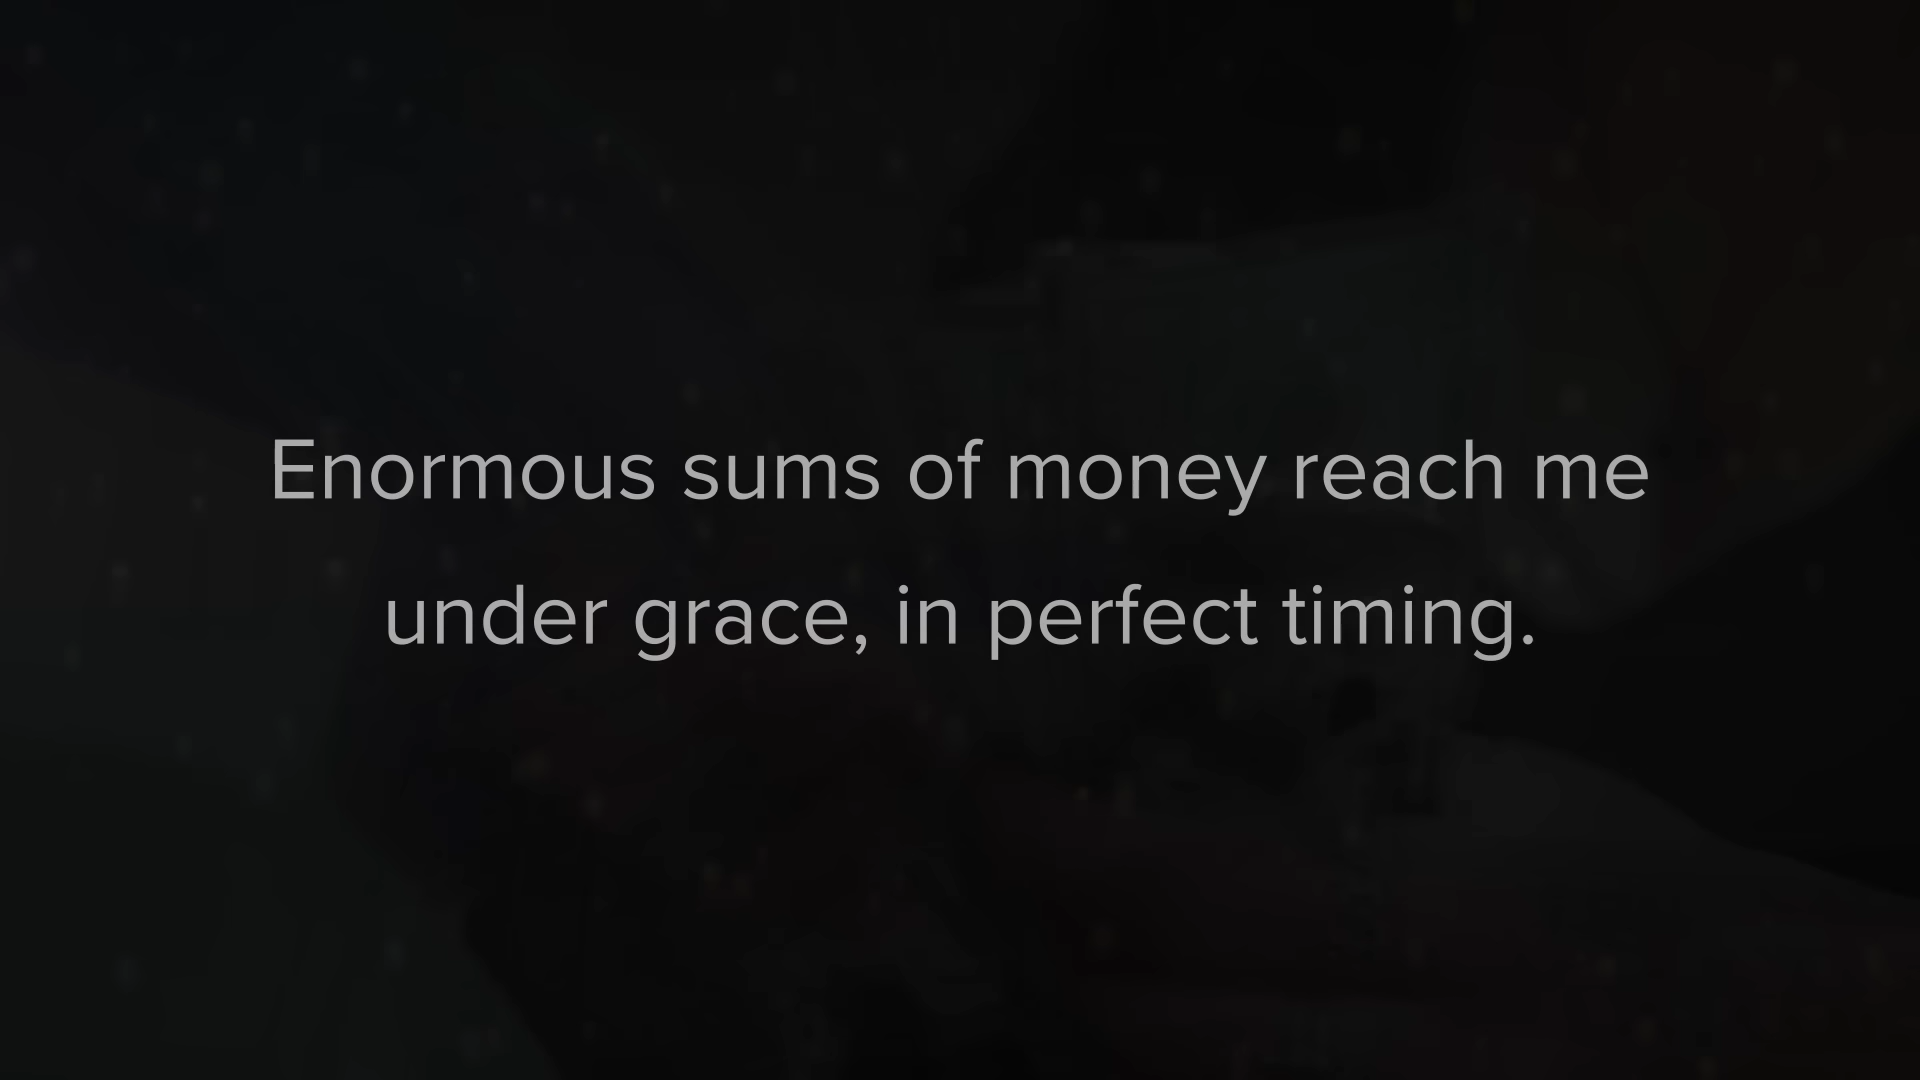 Enormous sums of money reach me
under grace, in perfect timing.